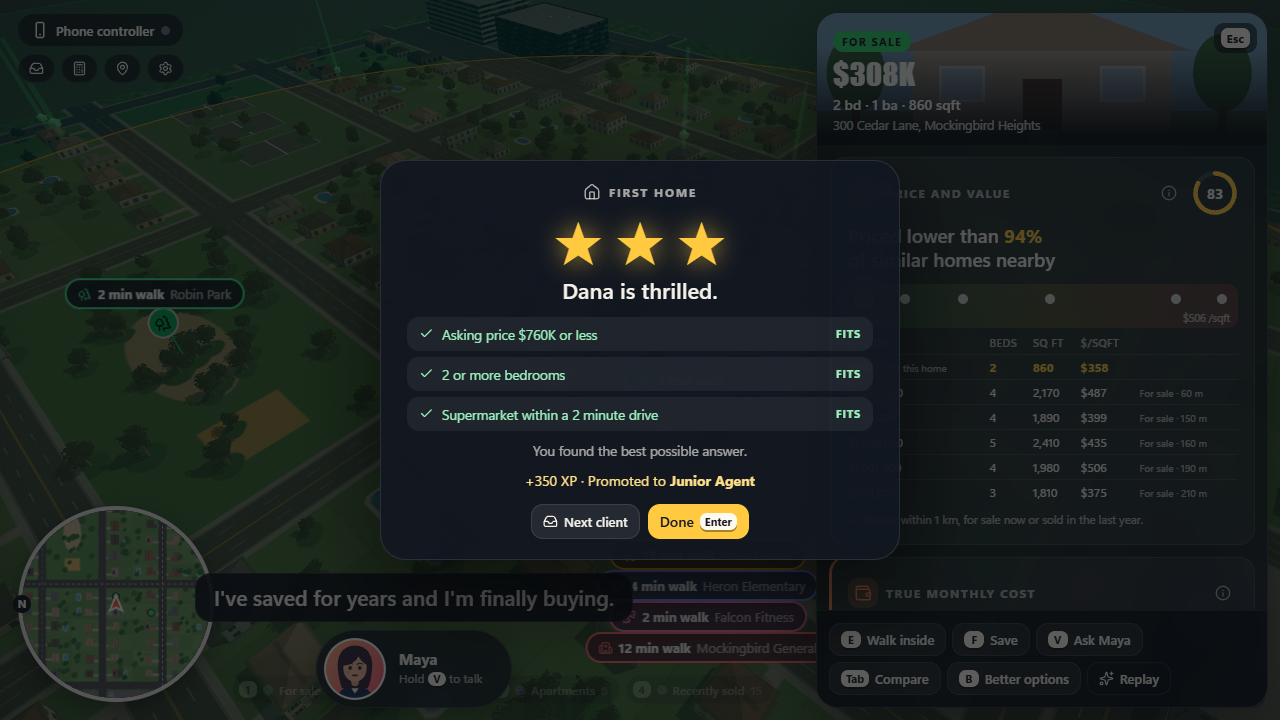 Phone controller
FOR SALE
Esc
$308K
2 bd · 1 ba · 860 sqft
300 Cedar Lane, Mockingbird Heights
PRICE AND VALUE
83
Priced lower than 94%
of similar homes nearby
$506 /sqft
BEDS SQ FT $/SQFT
this home 2 860 $358
4 2,170 $487 For sale · 60 m
4 1,890 $399 For sale · 150 m
5 2,410 $435 For sale · 160 m
4 1,980 $506 For sale · 190 m
3 1,810 $375 For sale · 210 m
within 1 km, for sale now or sold in the last year.
TRUE MONTHLY COST
E Walk inside
F Save
V Ask Maya
Tab Compare
B Better options
Replay
FIRST HOME
Dana is thrilled.
Asking price $760K or less FITS
2 or more bedrooms FITS
Supermarket within a 2 minute drive FITS
You found the best possible answer.
+350 XP · Promoted to Junior Agent
Next client
Done Enter
2 min walk Robin Park
4 min walk Heron Elementary
2 min walk Falcon Fitness
12 min walk Mockingbird General
N
I've saved for years and I'm finally buying.
Maya
Hold V to talk
1 For sale
Apartments 8
4 Recently sold 15